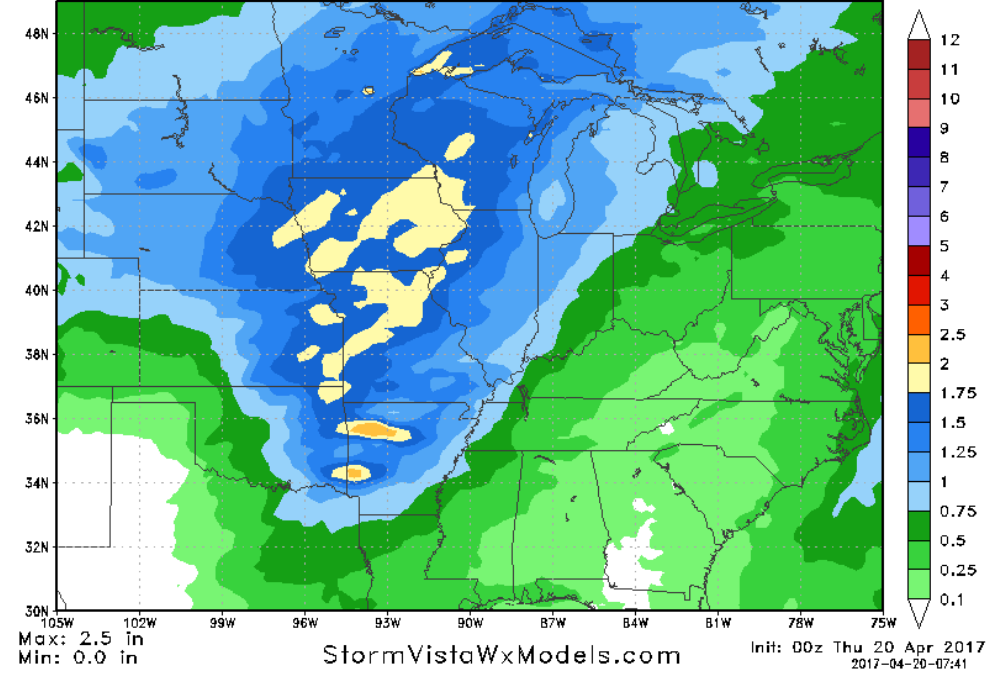 48N
46N
44N
42N
40N
38N
36N
34N
32N
30N
105W 102W 99W 96W 93W 90W 87W 84W 81W 78W 75W
12
11
10
9
8
7
6
5
4
3
2.5
2
1.75
1.5
1.25
1
0.75
0.5
0.25
0.1
Max: 2.5 in
Min: 0.0 in
StormVistaWxModels.com
Init: 00z Thu 20 Apr 2017
2017-04-20-07:41